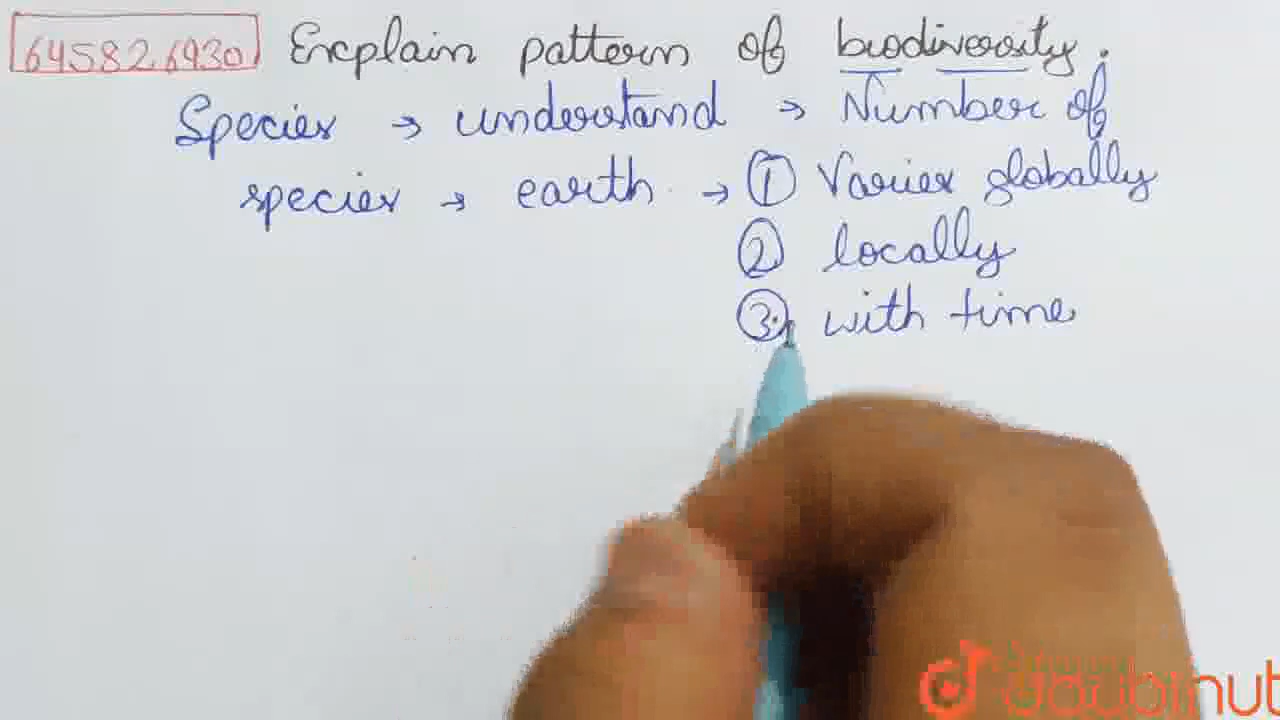 645826930 Explain pattern of biodiversity.
Species → understand → Number of
species → earth → ① Varies globally
② locally
③ with time
doubtnut